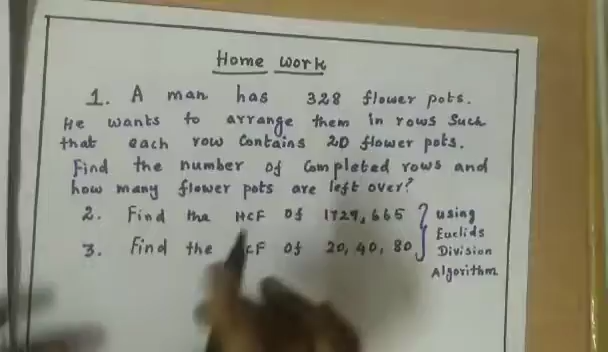 Home Work
1. A man has 328 flower pots.
He wants to arrange them in rows such
that each row contains 20 flower pots.
Find the number of completed rows and
how many flower pots are left over?
2. Find the HCF of 1729, 665 } using
Euclids
3. Find the HCF of 20, 40, 80 Division
Algorithm